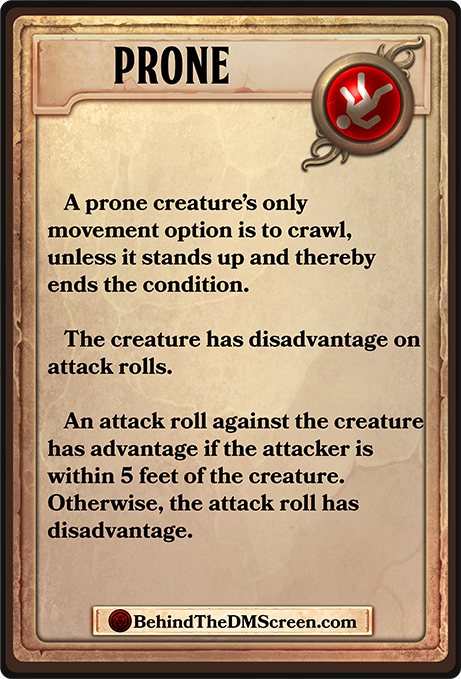 PRONE
A prone creature's only
movement option is to crawl,
unless it stands up and thereby
ends the condition.
The creature has disadvantage on
attack rolls.
An attack roll against the creature
has advantage if the attacker is
within 5 feet of the creature.
Otherwise, the attack roll has
disadvantage.
BehindTheDMScreen.com